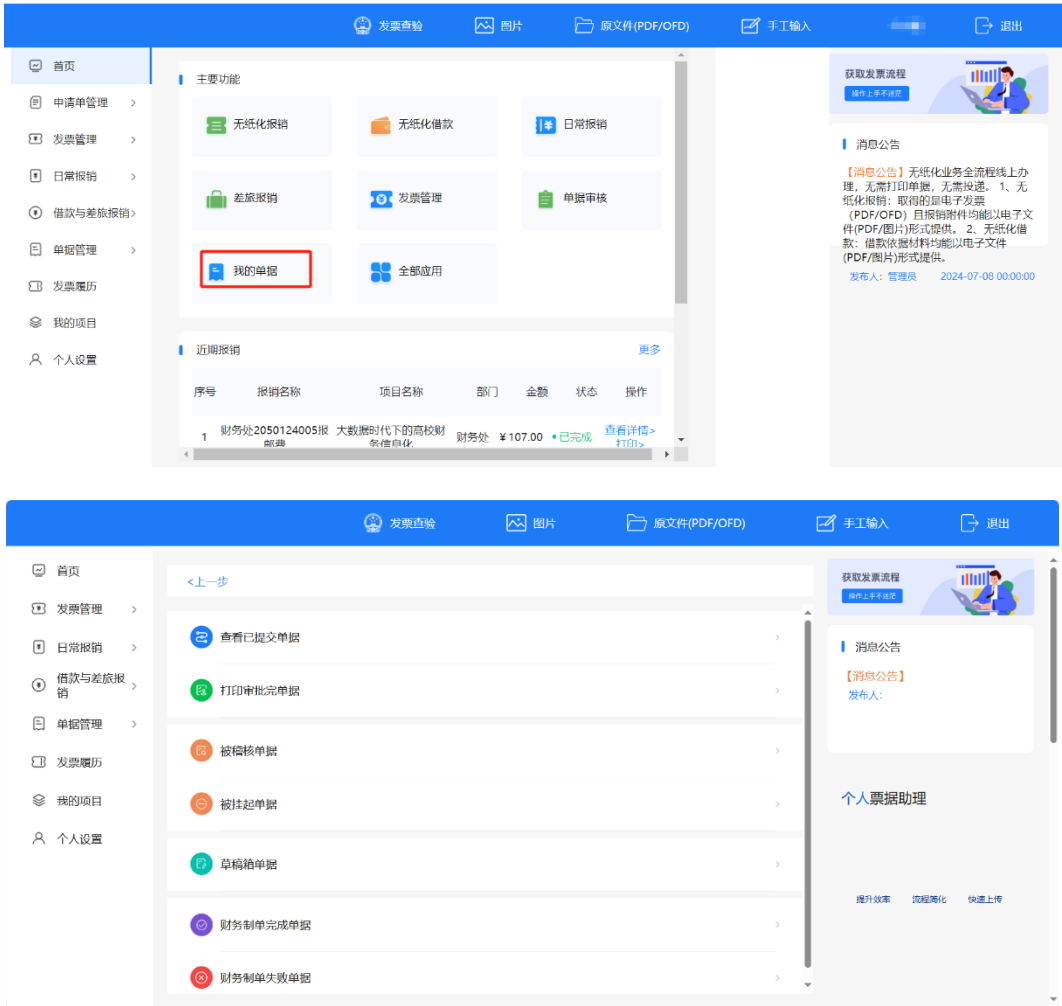 发票查验
图片
原文件(PDF/OFD)
手工输入
退出
首页
申请单管理
发票管理
日常报销
借款与差旅报销
单据管理
发票履历
我的项目
个人设置
主要功能
无纸化报销
无纸化借款
日常报销
差旅报销
发票管理
单据审核
我的单据
全部应用
近期报销
更多
序号 报销名称 项目名称 部门 金额 状态 操作
1 财务处2050124005报邮费 大数据时代下的高校财务信息化 财务处 ¥107.00 •已完成 查看详情> 打印>
获取发票流程
操作上手不迷茫
消息公告
【消息公告】无纸化业务全流程线上办
理，无需打印单据，无需投递。 1、无
纸化报销：取得的是电子发票
（PDF/OFD）且报销附件均能以电子文
件(PDF/图片)形式提供。 2、无纸化借
款：借款依据材料均能以电子文件
(PDF/图片)形式提供。
发布人：管理员 2024-07-08 00:00:00
发票查验
图片
原文件(PDF/OFD)
手工输入
退出
首页
发票管理
日常报销
借款与差旅报
销
单据管理
发票履历
我的项目
个人设置
<上一步
查看已提交单据
打印审批完单据
被稽核单据
被挂起单据
草稿箱单据
财务制单完成单据
财务制单失败单据
获取发票流程
操作上手不迷茫
消息公告
【消息公告】
发布人：
个人票据助理
提升效率 流程简化 快速上传